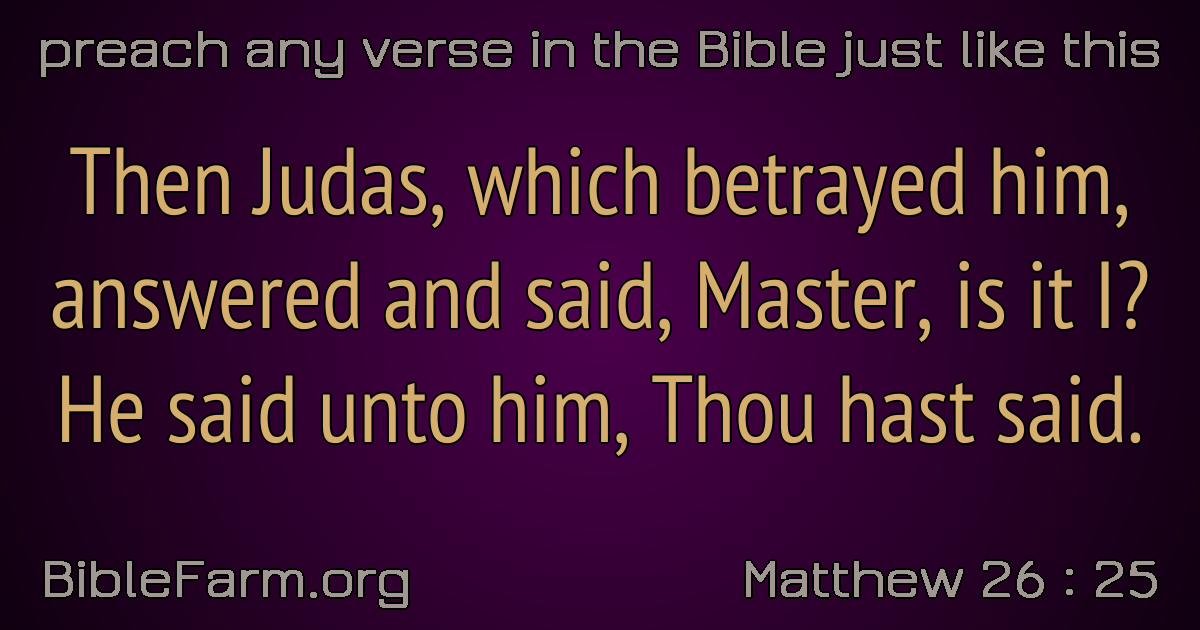 preach any verse in the Bible just like this
Then Judas, which betrayed him,
answered and said, Master, is it I?
He said unto him, Thou hast said.
BibleFarm.org
Matthew 26 : 25